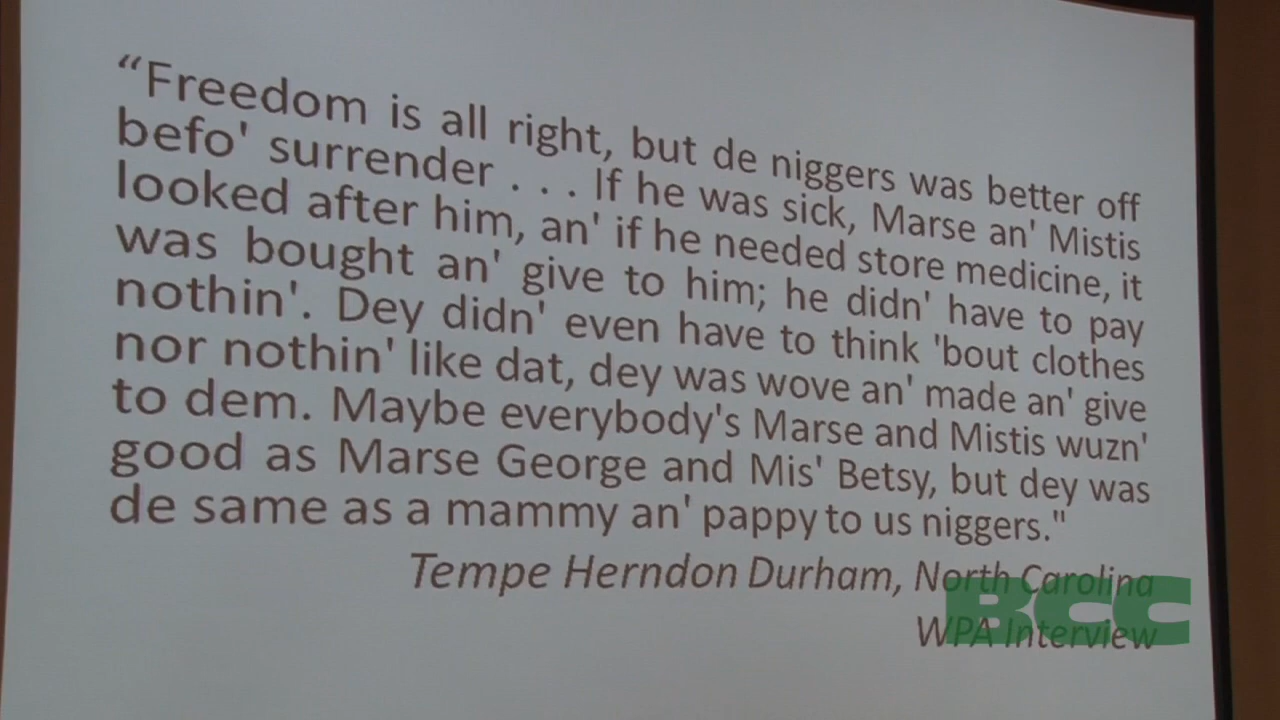 “Freedom is all right, but de niggers was better off
befo' surrender . . . If he was sick, Marse an' Mistis
looked after him, an' if he needed store medicine, it
was bought an' give to him; he didn' have to pay
nothin'. Dey didn' even have to think 'bout clothes
nor nothin' like dat, dey was wove an' made an' give
to dem. Maybe everybody's Marse and Mistis wuzn'
good as Marse George and Mis' Betsy, but dey was
de same as a mammy an' pappy to us niggers."
Tempe Herndon Durham, North Carolina
WPA Interview
BCC